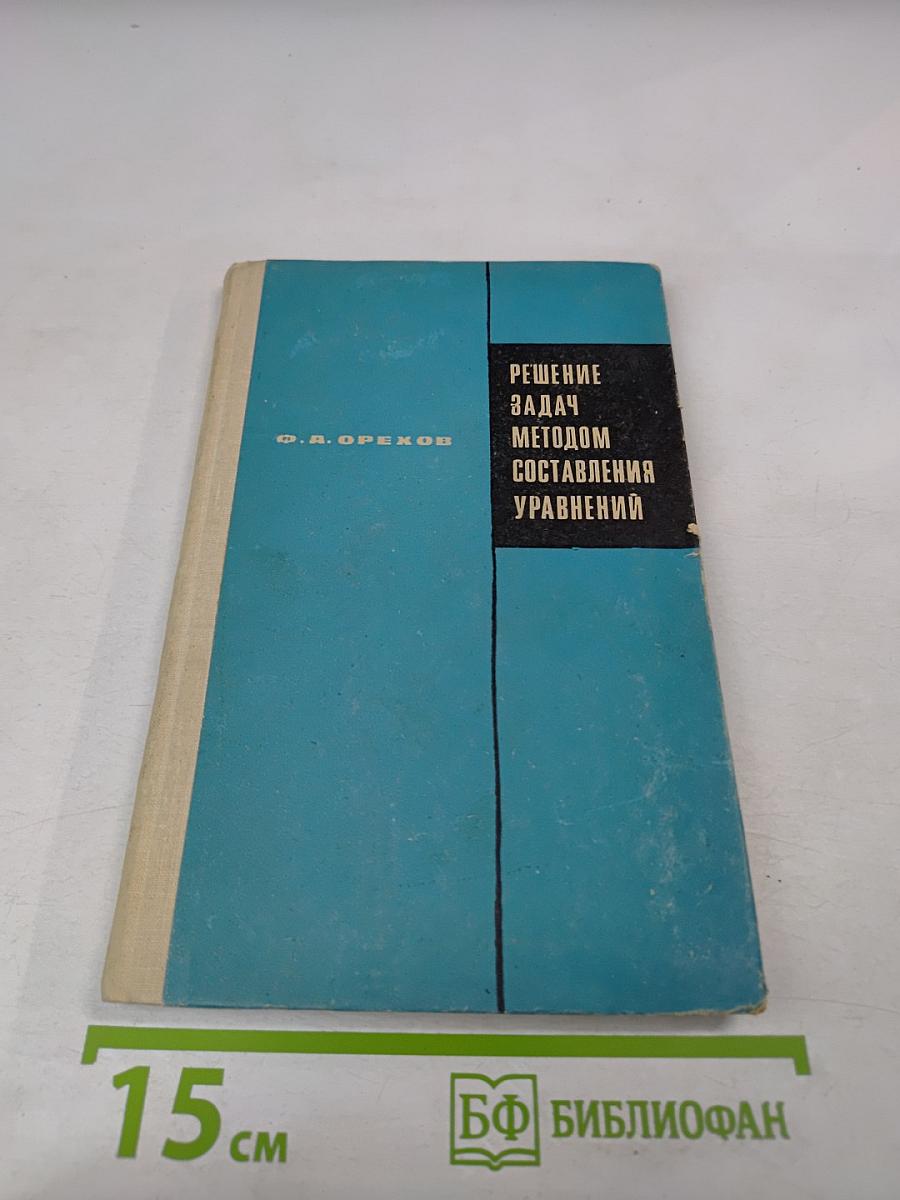 Ф. А. ОРЕХОВ
РЕШЕНИЕ
ЗАДАЧ
МЕТОДОМ
СОСТАВЛЕНИЯ
УРАВНЕНИЙ
15 см
БФ БИБЛИОФАН